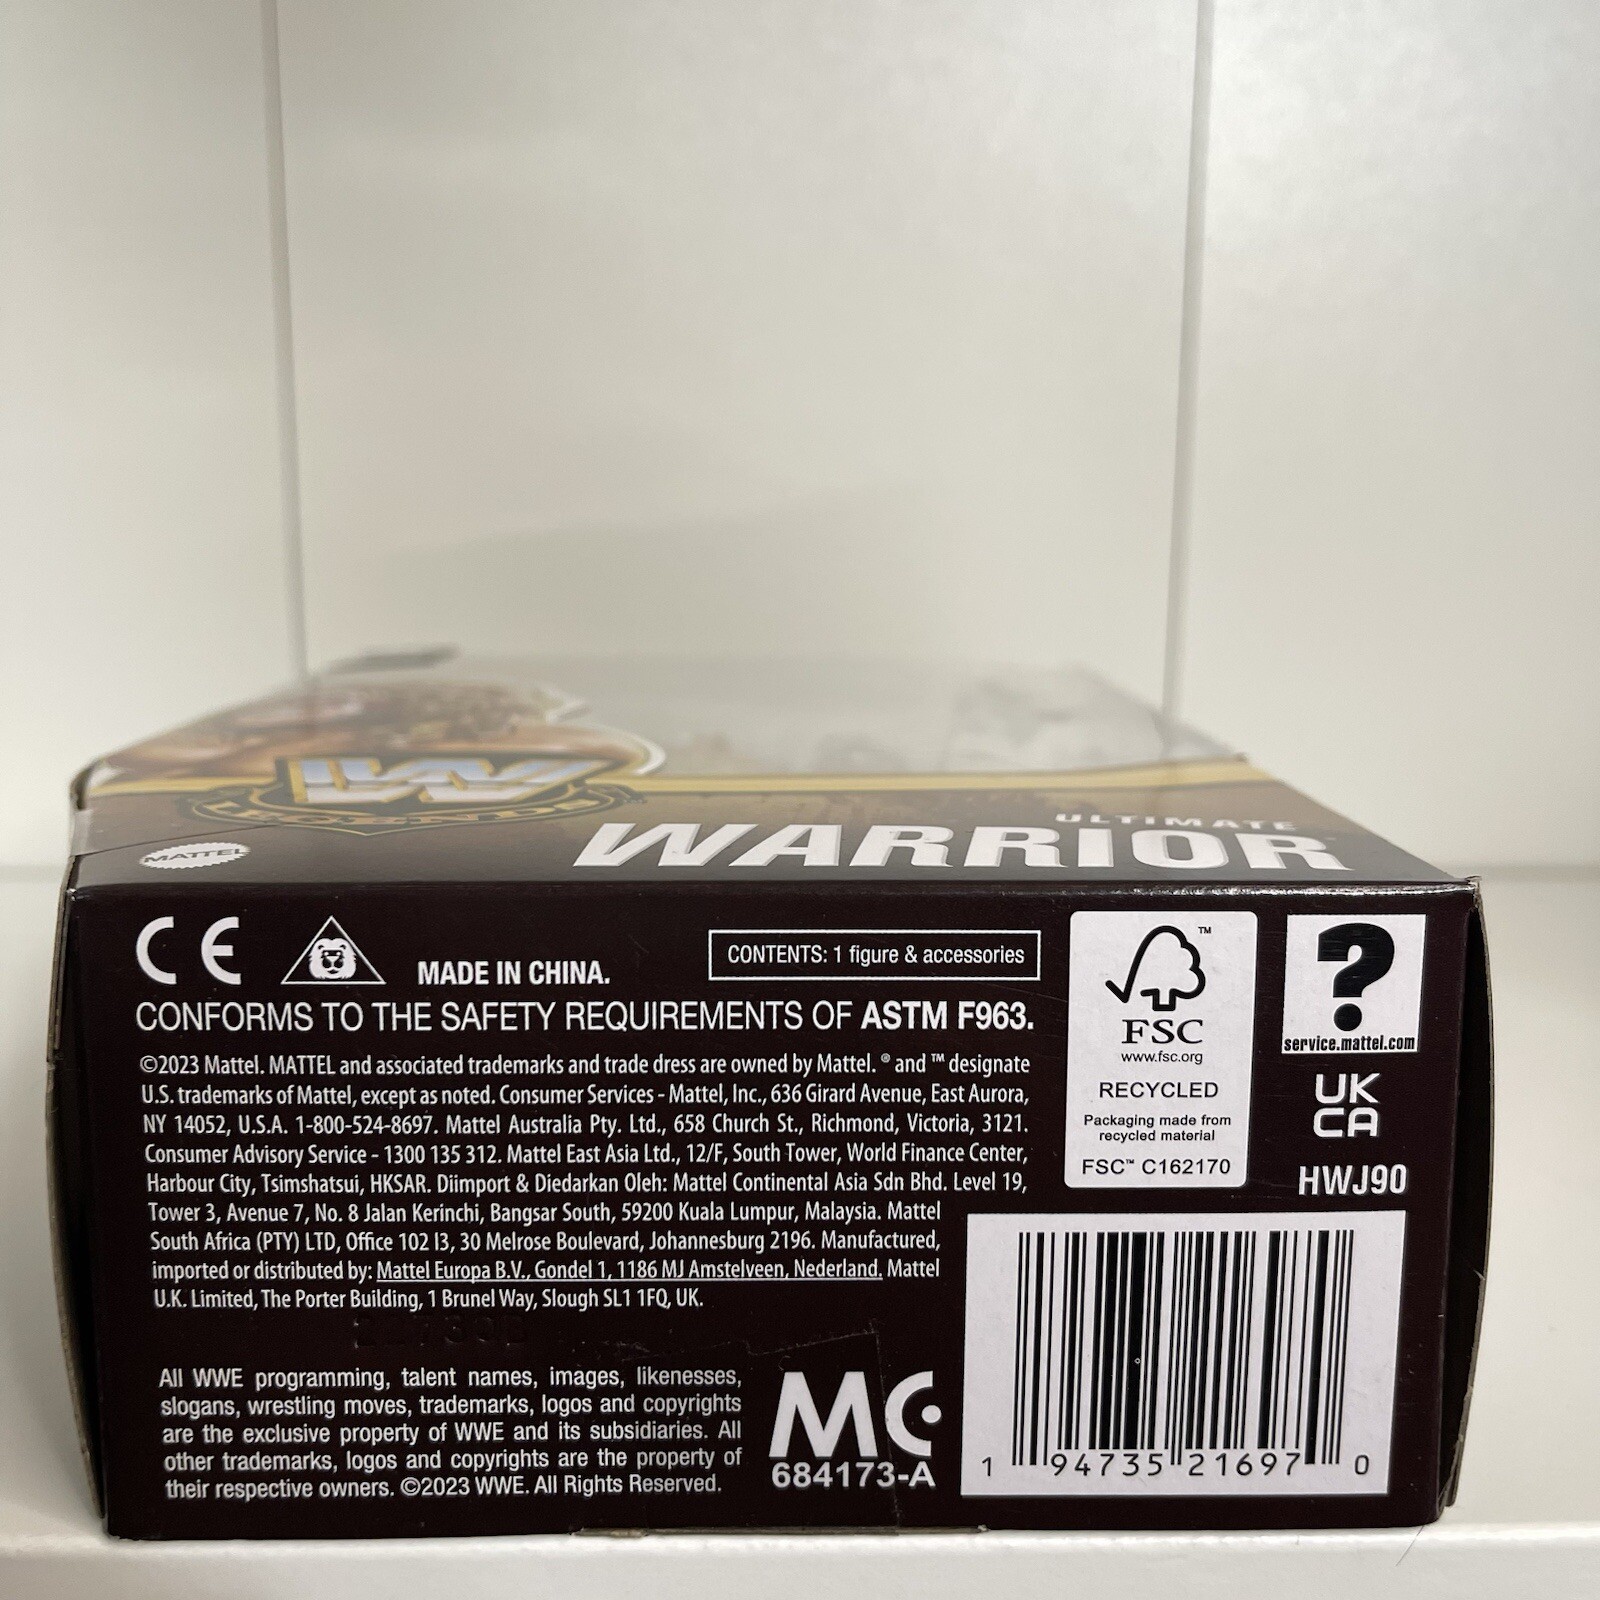 LEGENDS
MATTEL
ULTIMATE
WARRIOR
CE
MADE IN CHINA.
CONTENTS: 1 figure & accessories
CONFORMS TO THE SAFETY REQUIREMENTS OF ASTM F963.
©2023 Mattel. MATTEL and associated trademarks and trade dress are owned by Mattel. ® and ™ designate
U.S. trademarks of Mattel, except as noted. Consumer Services - Mattel, Inc., 636 Girard Avenue, East Aurora,
NY 14052, U.S.A. 1-800-524-8697. Mattel Australia Pty. Ltd., 658 Church St., Richmond, Victoria, 3121.
Consumer Advisory Service - 1300 135 312. Mattel East Asia Ltd., 12/F, South Tower, World Finance Center,
Harbour City, Tsimshatsui, HKSAR. Diimport & Diedarkan Oleh: Mattel Continental Asia Sdn Bhd. Level 19,
Tower 3, Avenue 7, No. 8 Jalan Kerinchi, Bangsar South, 59200 Kuala Lumpur, Malaysia. Mattel
South Africa (PTY) LTD, Office 102 I3, 30 Melrose Boulevard, Johannesburg 2196. Manufactured,
imported or distributed by: Mattel Europa B.V., Gondel 1, 1186 MJ Amstelveen, Nederland. Mattel
U.K. Limited, The Porter Building, 1 Brunel Way, Slough SL1 1FQ, UK.
All WWE programming, talent names, images, likenesses,
slogans, wrestling moves, trademarks, logos and copyrights
are the exclusive property of WWE and its subsidiaries. All
other trademarks, logos and copyrights are the property of
their respective owners. ©2023 WWE. All Rights Reserved.
MC
684173-A
™
FSC
www.fsc.org
RECYCLED
Packaging made from
recycled material
FSC™ C162170
?
service.mattel.com
UK
CA
HWJ90
1 94735 21697 0